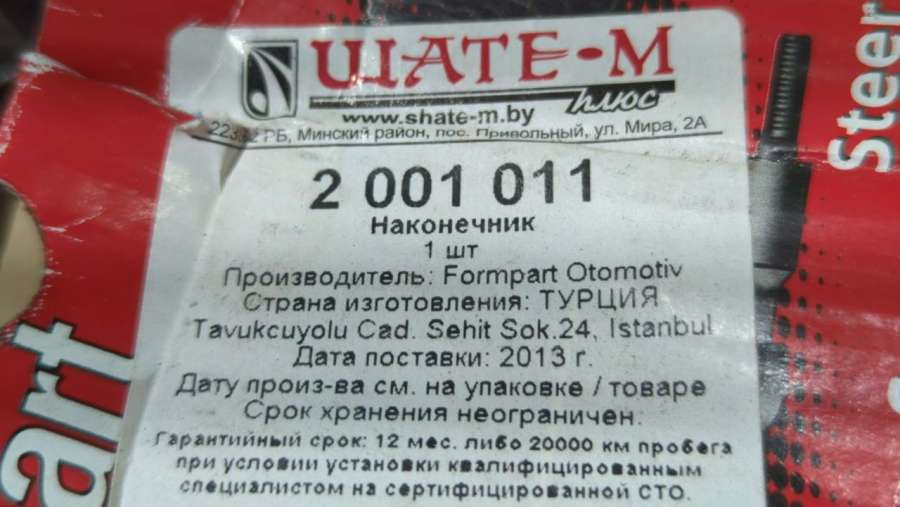 ШАТЕ-М
плюс
www.shate-m.by
РБ, Минский район, пос. Привольный, ул. Мира, 2А
2 001 011
Наконечник
1 шт
Производитель: Formpart Otomotiv
Страна изготовления: ТУРЦИЯ
Tavukcuyolu Cad. Sehit Sok.24, Istanbul
Дата поставки: 2013 г.
Дату произ-ва см. на упаковке / товаре
Срок хранения неограничен.
Гарантийный срок: 12 мес. либо 20000 км пробега
при условии установки квалифицированным
специалистом на сертифицированной СТО.
art
Steer